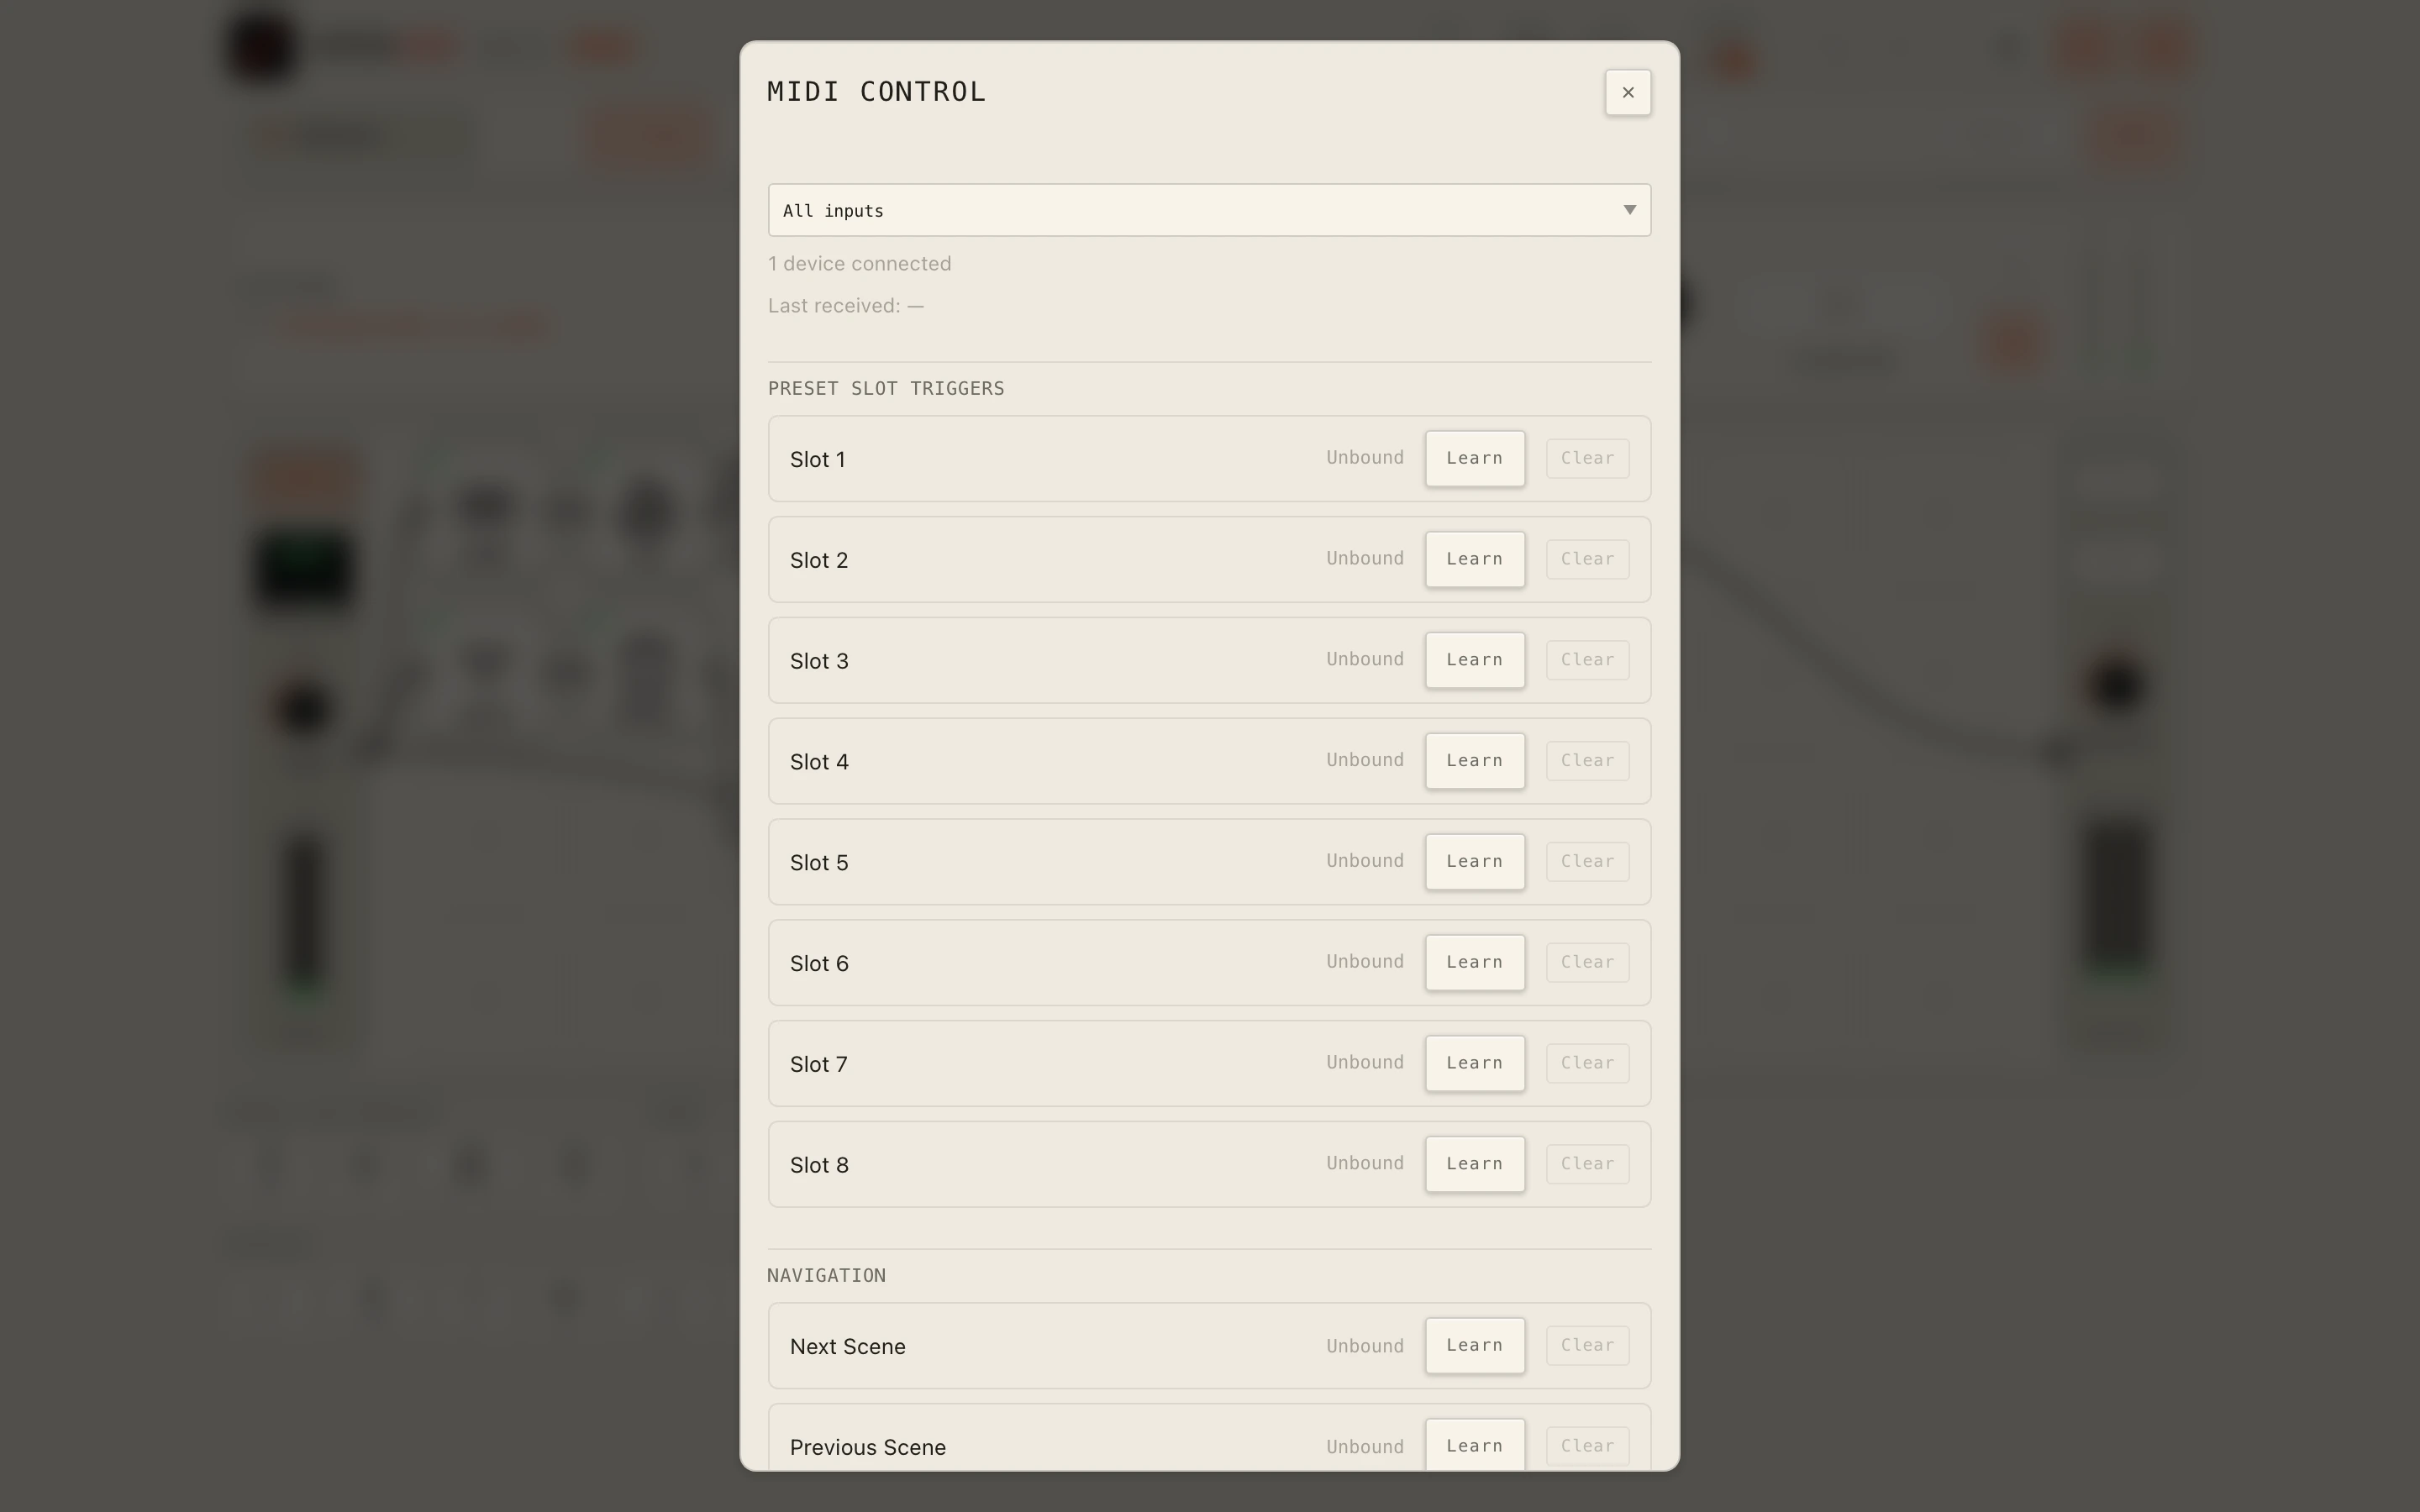 MIDI CONTROL
×
All inputs
1 device connected
Last received: —
PRESET SLOT TRIGGERS
Slot 1 Unbound Learn Clear
Slot 2 Unbound Learn Clear
Slot 3 Unbound Learn Clear
Slot 4 Unbound Learn Clear
Slot 5 Unbound Learn Clear
Slot 6 Unbound Learn Clear
Slot 7 Unbound Learn Clear
Slot 8 Unbound Learn Clear
NAVIGATION
Next Scene Unbound Learn Clear
Previous Scene Unbound Learn Clear